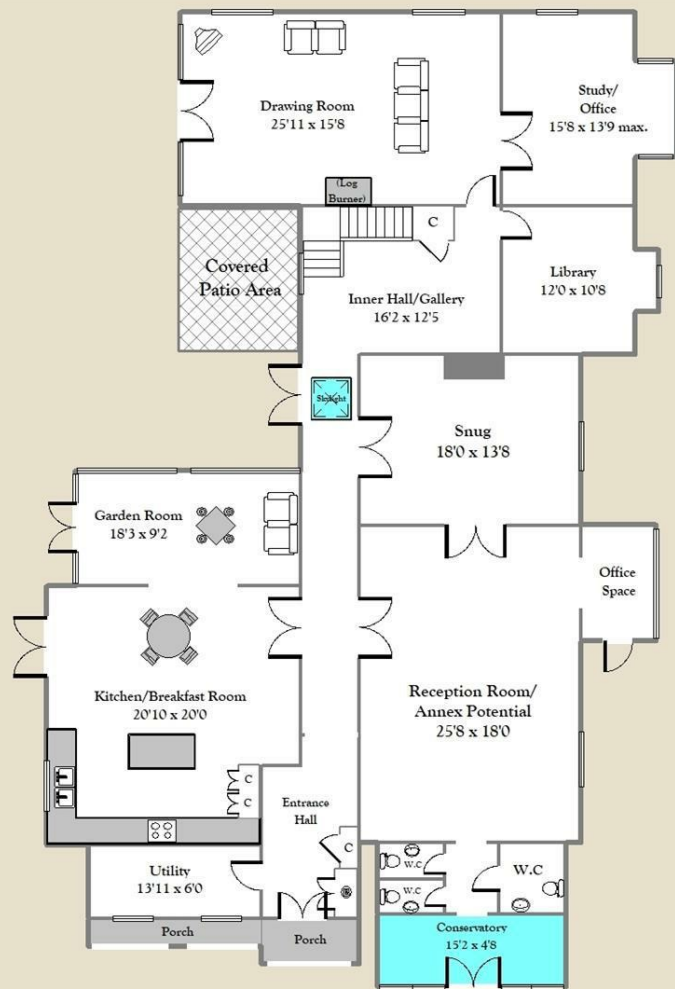 Drawing Room
25'11 x 15'8
Study/
Office
15'8 x 13'9 max.
(Log
Burner)
C
Covered
Patio Area
Library
12'0 x 10'8
Inner Hall/Gallery
16'2 x 12'5
Skylight
Snug
18'0 x 13'8
Garden Room
18'3 x 9'2
Office
Space
Kitchen/Breakfast Room
20'10 x 20'0
Reception Room/
Annex Potential
25'8 x 18'0
C
C
Entrance
Hall
C
Utility
13'11 x 6'0
W.C
W.C
W.C
Porch
Porch
Conservatory
15'2 x 4'8